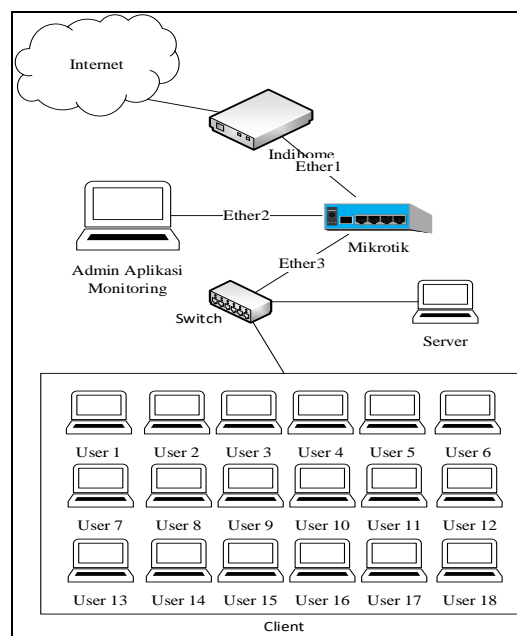 Internet
Indihome
Ether1
Ether2
Mikrotik
Admin Aplikasi
Monitoring
Ether3
Switch
Server
User 1 User 2 User 3 User 4 User 5 User 6
User 7 User 8 User 9 User 10 User 11 User 12
User 13 User 14 User 15 User 16 User 17 User 18
Client